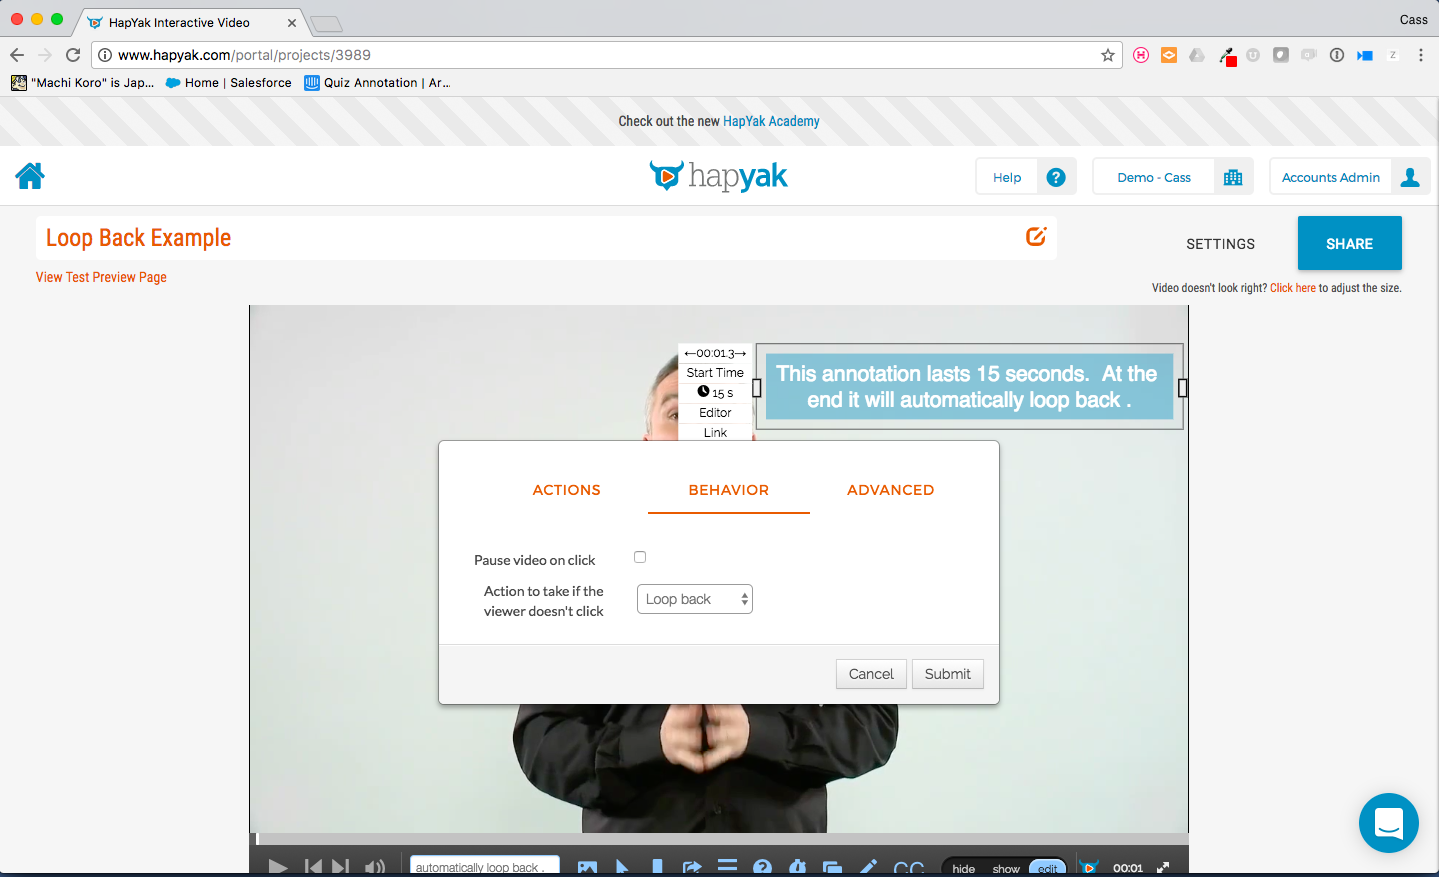 HapYak Interactive Video
Cass
www.hapyak.com/portal/projects/3989
"Machi Koro" is Jap...
Home | Salesforce
Quiz Annotation | Ar...
Check out the new HapYak Academy
hapyak
Help
Demo - Cass
Accounts Admin
Loop Back Example
SETTINGS
SHARE
View Test Preview Page
Video doesn't look right? Click here to adjust the size.
←00:01.3→
Start Time
15 s
Editor
Link
This annotation lasts 15 seconds.  At the
end it will automatically loop back .
ACTIONS
BEHAVIOR
ADVANCED
Pause video on click
Action to take if the
viewer doesn't click
Loop back
Cancel
Submit
automatically loop back .
CC
hide
show
edit
00:01